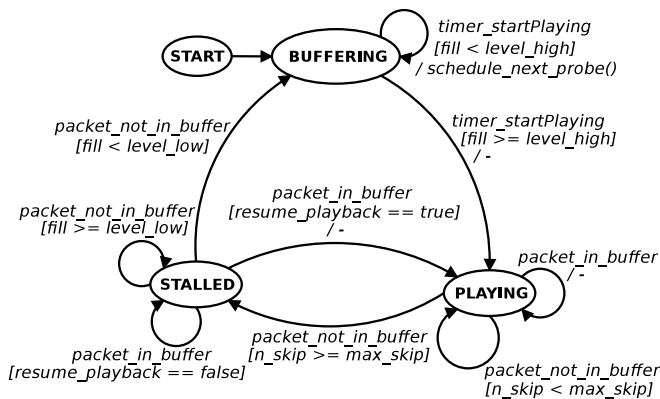 START
BUFFERING
timer_startPlaying
[fill < level_high]
/ schedule_next_probe()
packet_not_in_buffer
[fill < level_low]
timer_startPlaying
[fill >= level_high]
/ -
packet_in_buffer
[resume_playback == true]
/ -
packet_not_in_buffer
[fill >= level_low]
STALLED
packet_in_buffer
/ -
PLAYING
packet_not_in_buffer
[n_skip >= max_skip]
packet_in_buffer
[resume_playback == false]
packet_not_in_buffer
[n_skip < max_skip]